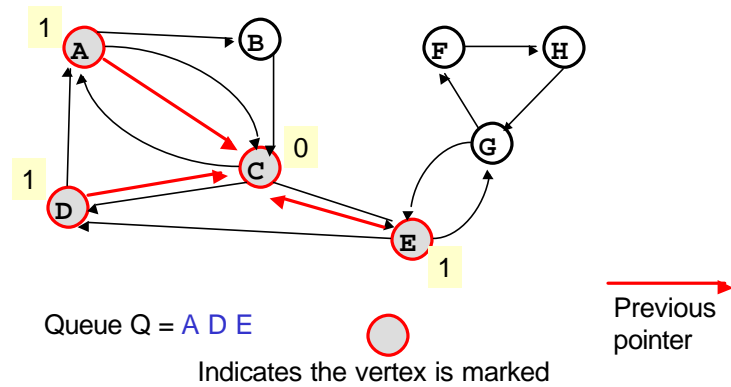 1
A
B
F
H
G
0
C
1
D
E
1
Queue Q = A D E
Previous
pointer
Indicates the vertex is marked